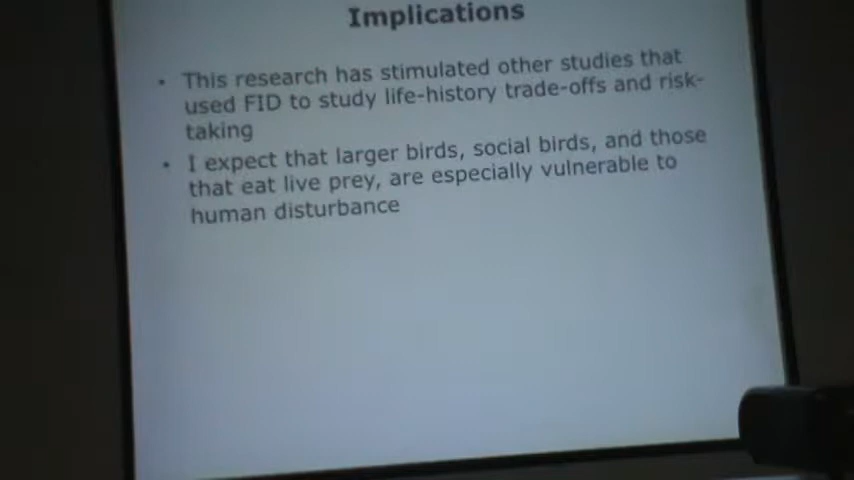 Implications
• This research has stimulated other studies that
used FID to study life-history trade-offs and risk-
taking
• I expect that larger birds, social birds, and those
that eat live prey, are especially vulnerable to
human disturbance